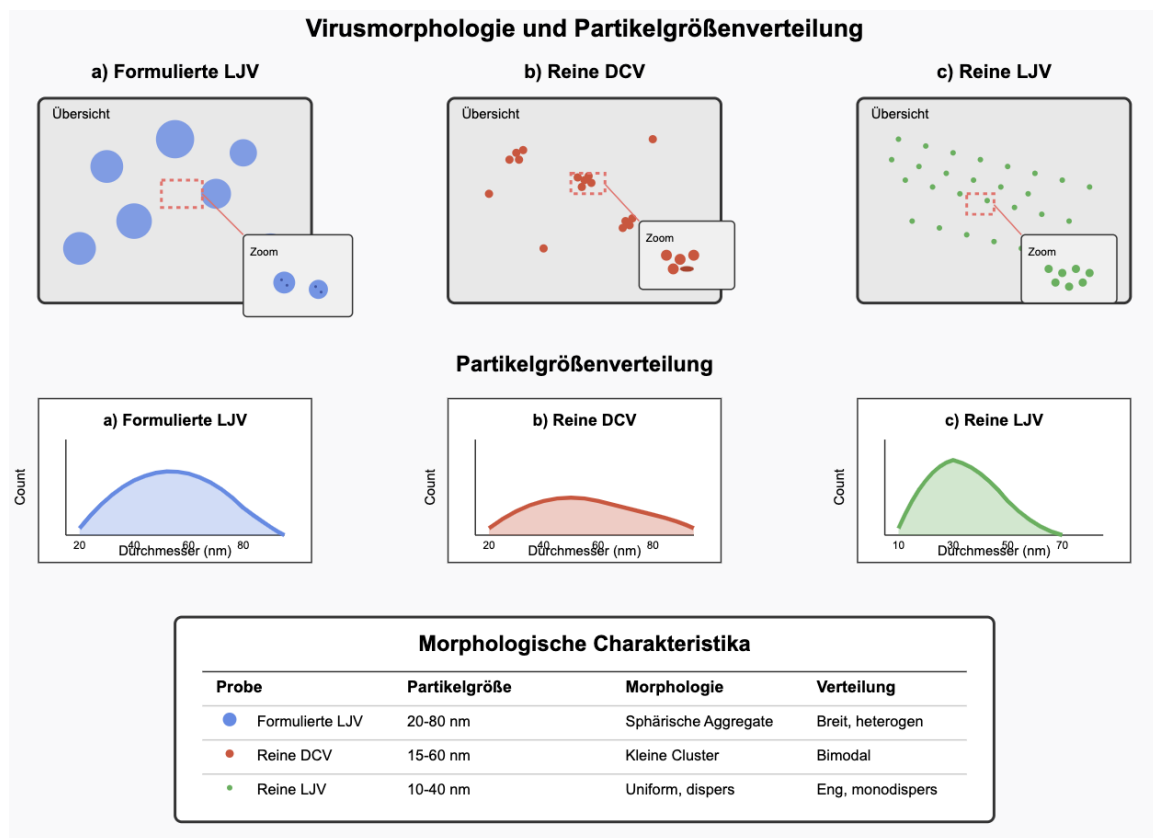 Virusmorphologie und Partikelgrößenverteilung
a) Formulierte LJV
b) Reine DCV
c) Reine LJV
Übersicht
Zoom
Übersicht
Zoom
Übersicht
Zoom
Partikelgrößenverteilung
a) Formulierte LJV
Count
20 40 60 80
Durchmesser (nm)
b) Reine DCV
Count
20 40 60 80
Durchmesser (nm)
c) Reine LJV
Count
10 30 50 70
Durchmesser (nm)
Morphologische Charakteristika
Probe Partikelgröße Morphologie Verteilung
Formulierte LJV 20-80 nm Sphärische Aggregate Breit, heterogen
Reine DCV 15-60 nm Kleine Cluster Bimodal
Reine LJV 10-40 nm Uniform, dispers Eng, monodispers